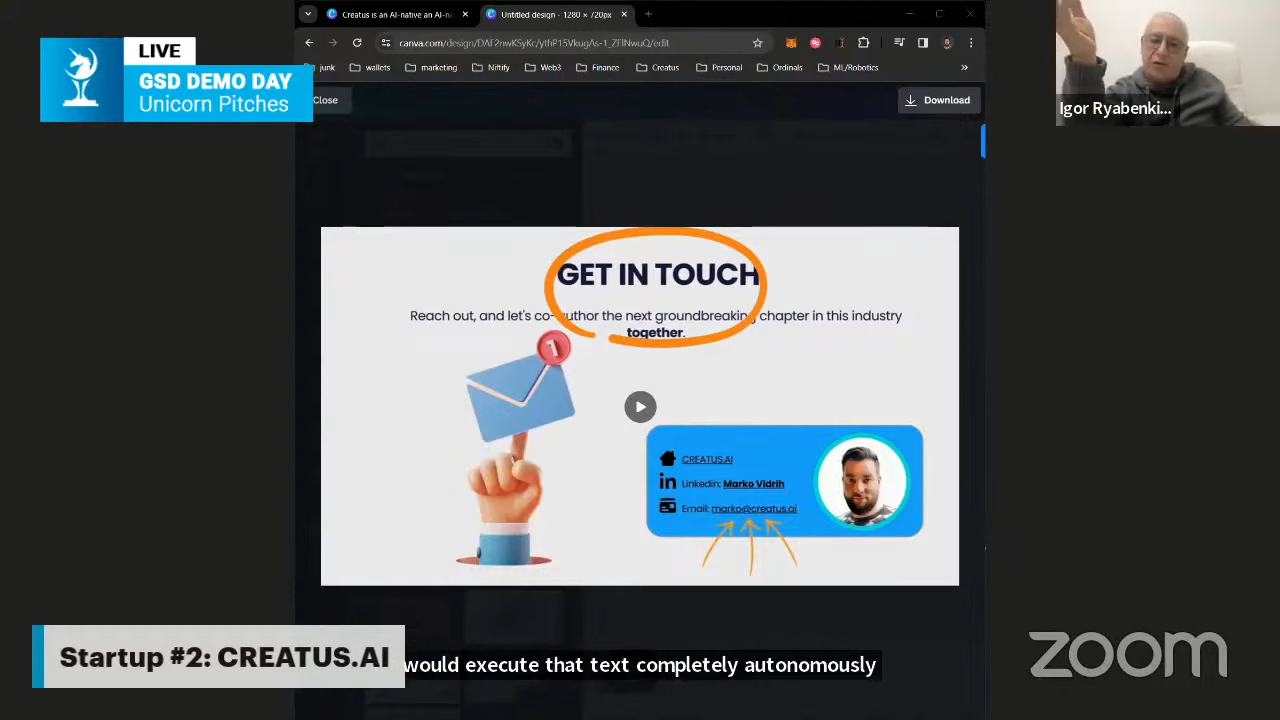 Creatus is an AI-native an AI-na
Untitled design - 1280 × 720px
LIVE
GSD DEMO DAY
Unicorn Pitches
junk
wallets
marketing
Niftify
Web3
Finance
Creatus
Personal
Ordinals
ML/Robotics
Close
Download
Igor Ryabenki...
GET IN TOUCH
Reach out, and let's co-author the next groundbreaking chapter in this industry
together.
1
CREATUS.AI
in Linkedin: Marko Vidrih
Email: marko@creatus.ai
Startup #2: CREATUS.AI
would execute that text completely autonomously
zoom